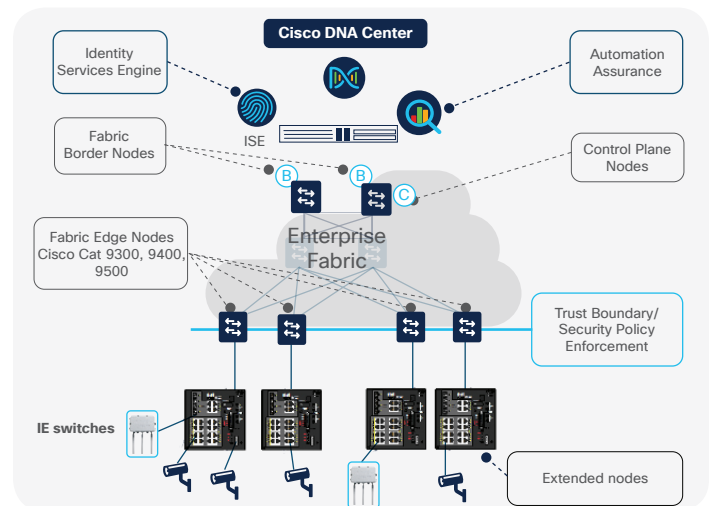 Cisco DNA Center
Identity
Services Engine
Automation
Assurance
ISE
Fabric
Border Nodes
B
B
C
Control Plane
Nodes
Enterprise
Fabric
Fabric Edge Nodes
Cisco Cat 9300, 9400,
9500
Trust Boundary/
Security Policy
Enforcement
IE switches
Extended nodes